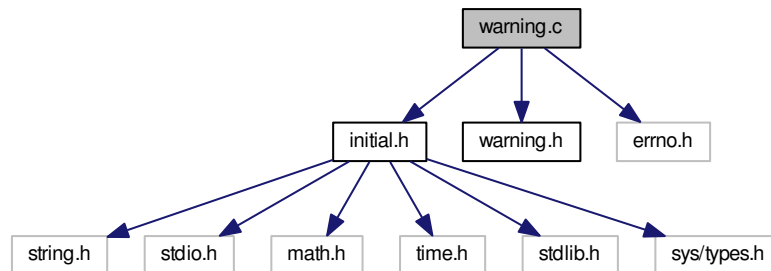 warning.c
initial.h
warning.h
errno.h
string.h
stdio.h
math.h
time.h
stdlib.h
sys/types.h